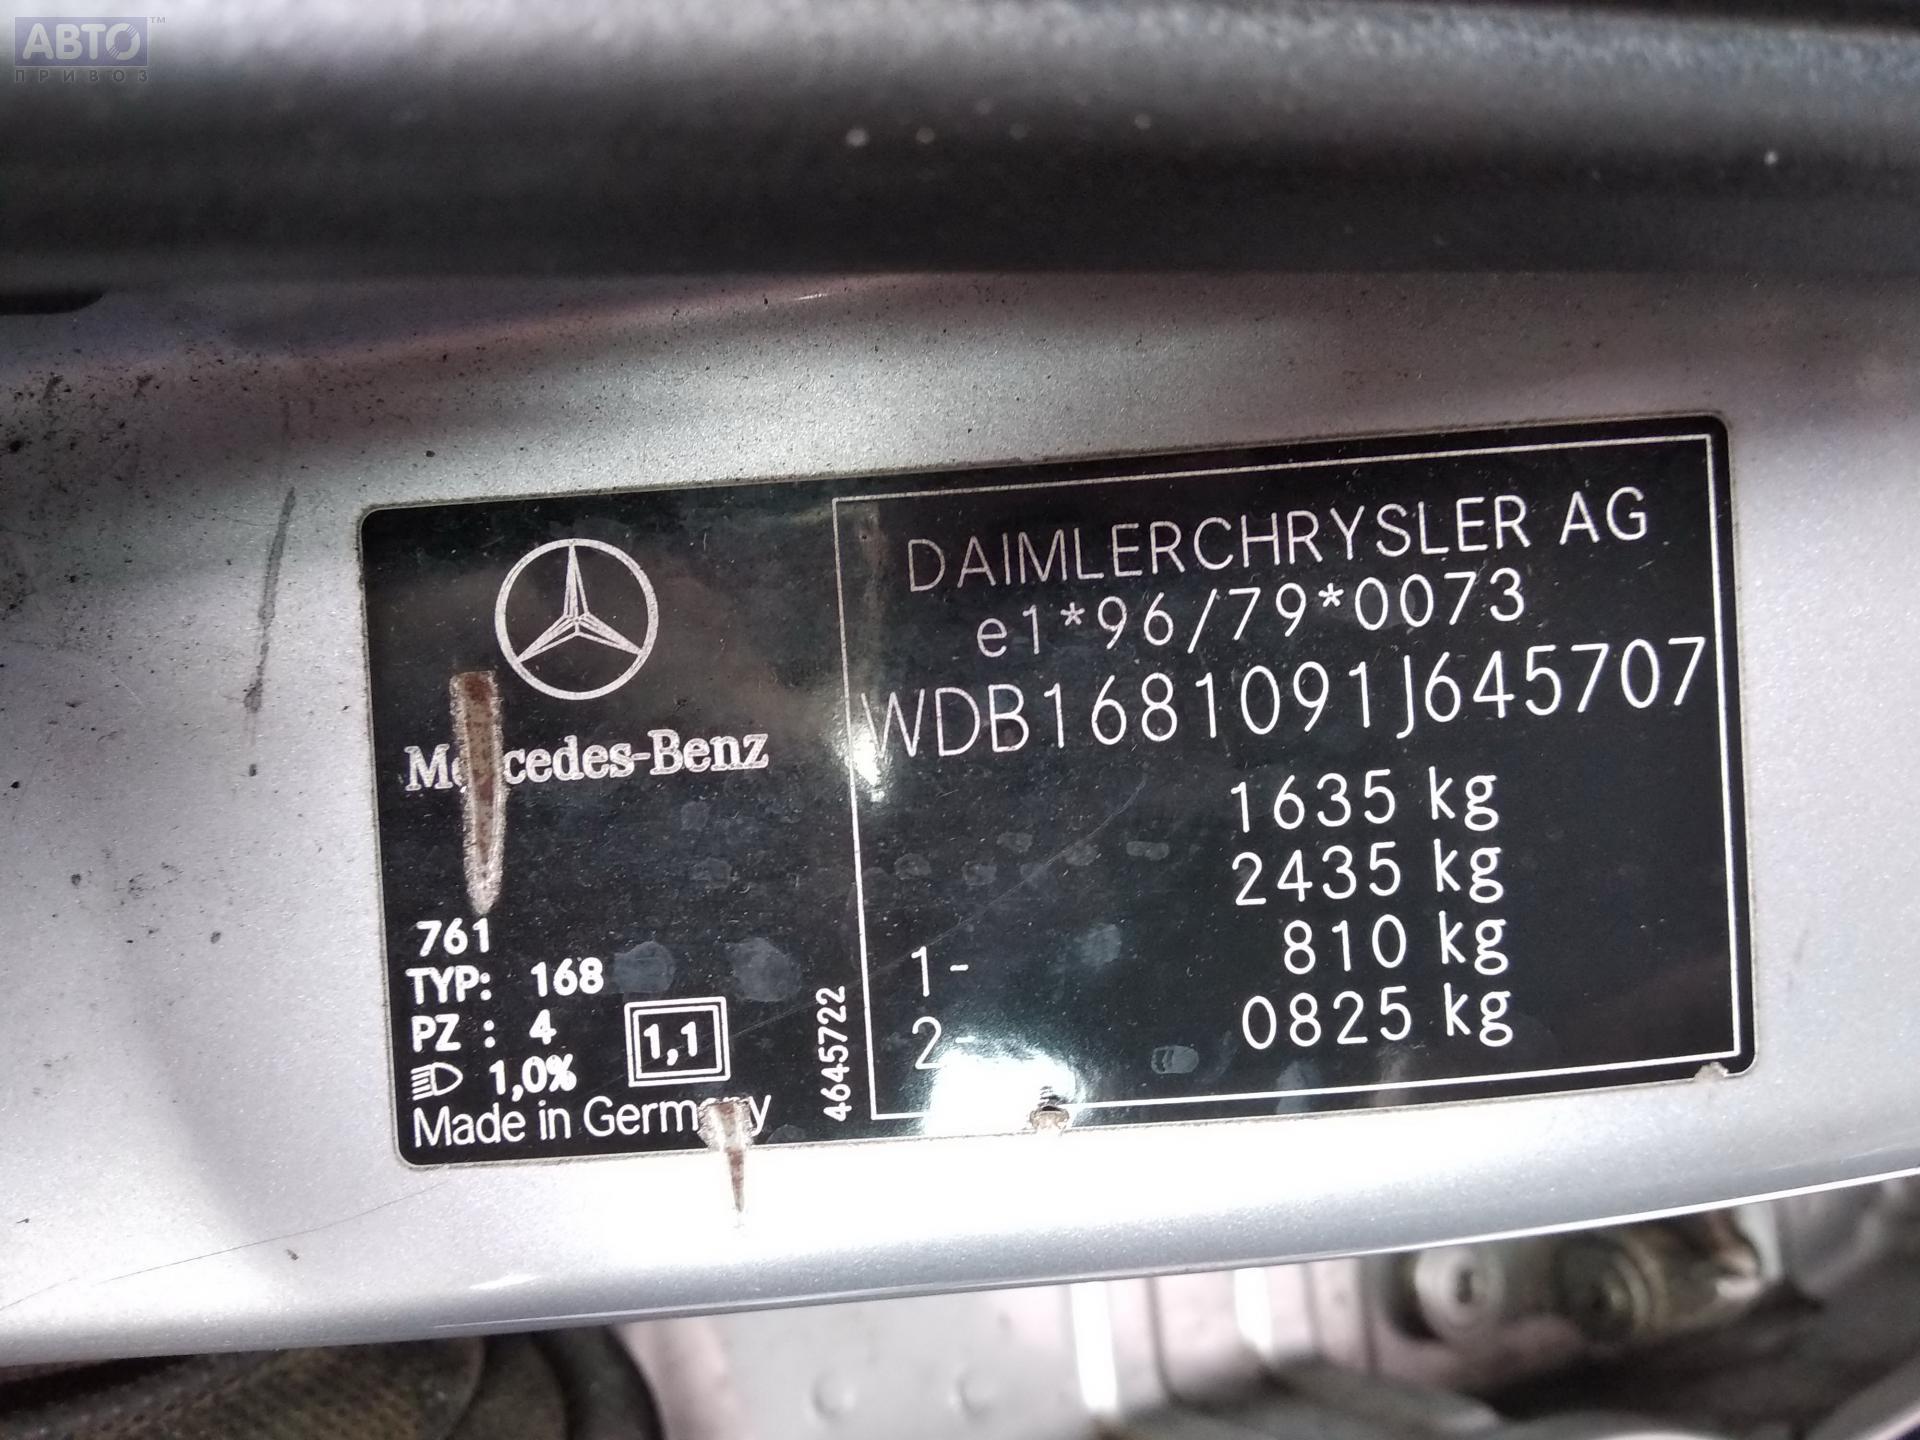 АВТО™
ПРИВОЗ
DAIMLERCHRYSLER AG
e1*96/79*0073
WDB1681091J645707
1635 kg
2435 kg
1- 810 kg
2- 0825 kg
Mercedes-Benz
761
TYP: 168
PZ : 4
1,0%
1,1
Made in Germany
4645722